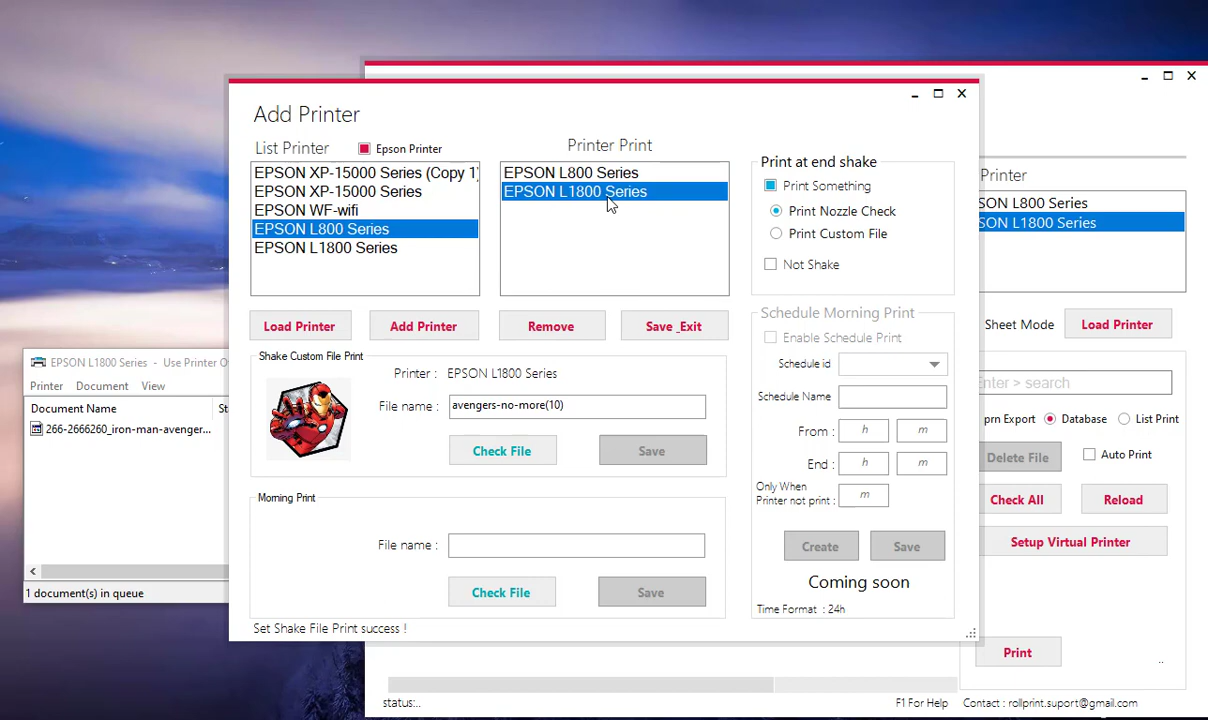 Add Printer
List Printer
Epson Printer
EPSON XP-15000 Series (Copy 1)
EPSON XP-15000 Series
EPSON WF-wifi
EPSON L800 Series
EPSON L1800 Series
Printer Print
EPSON L800 Series
EPSON L1800 Series
Load Printer
Add Printer
Remove
Save _Exit
Shake Custom File Print
Printer : EPSON L1800 Series
File name : avengers-no-more(10)
Check File
Save
Morning Print
File name :
Check File
Save
Set Shake File Print success !
Print at end shake
Print Something
Print Nozzle Check
Print Custom File
Not Shake
Schedule Morning Print
Enable Schedule Print
Schedule id
Schedule Name
From : h m
End : h m
Only When
Printer not print : m
Create
Save
Coming soon
Time Format : 24h
EPSON L1800 Series - Use Printer O
Printer Document View
Document Name St
266-2666260_iron-man-avenger...
1 document(s) in queue
Printer
SON L800 Series
SON L1800 Series
Sheet Mode
Load Printer
Enter > search
prn Export Database List Print
Delete File
Auto Print
Check All
Reload
Setup Virtual Printer
Print
..
status:..
F1 For Help
Contact : rollprint.suport@gmail.com